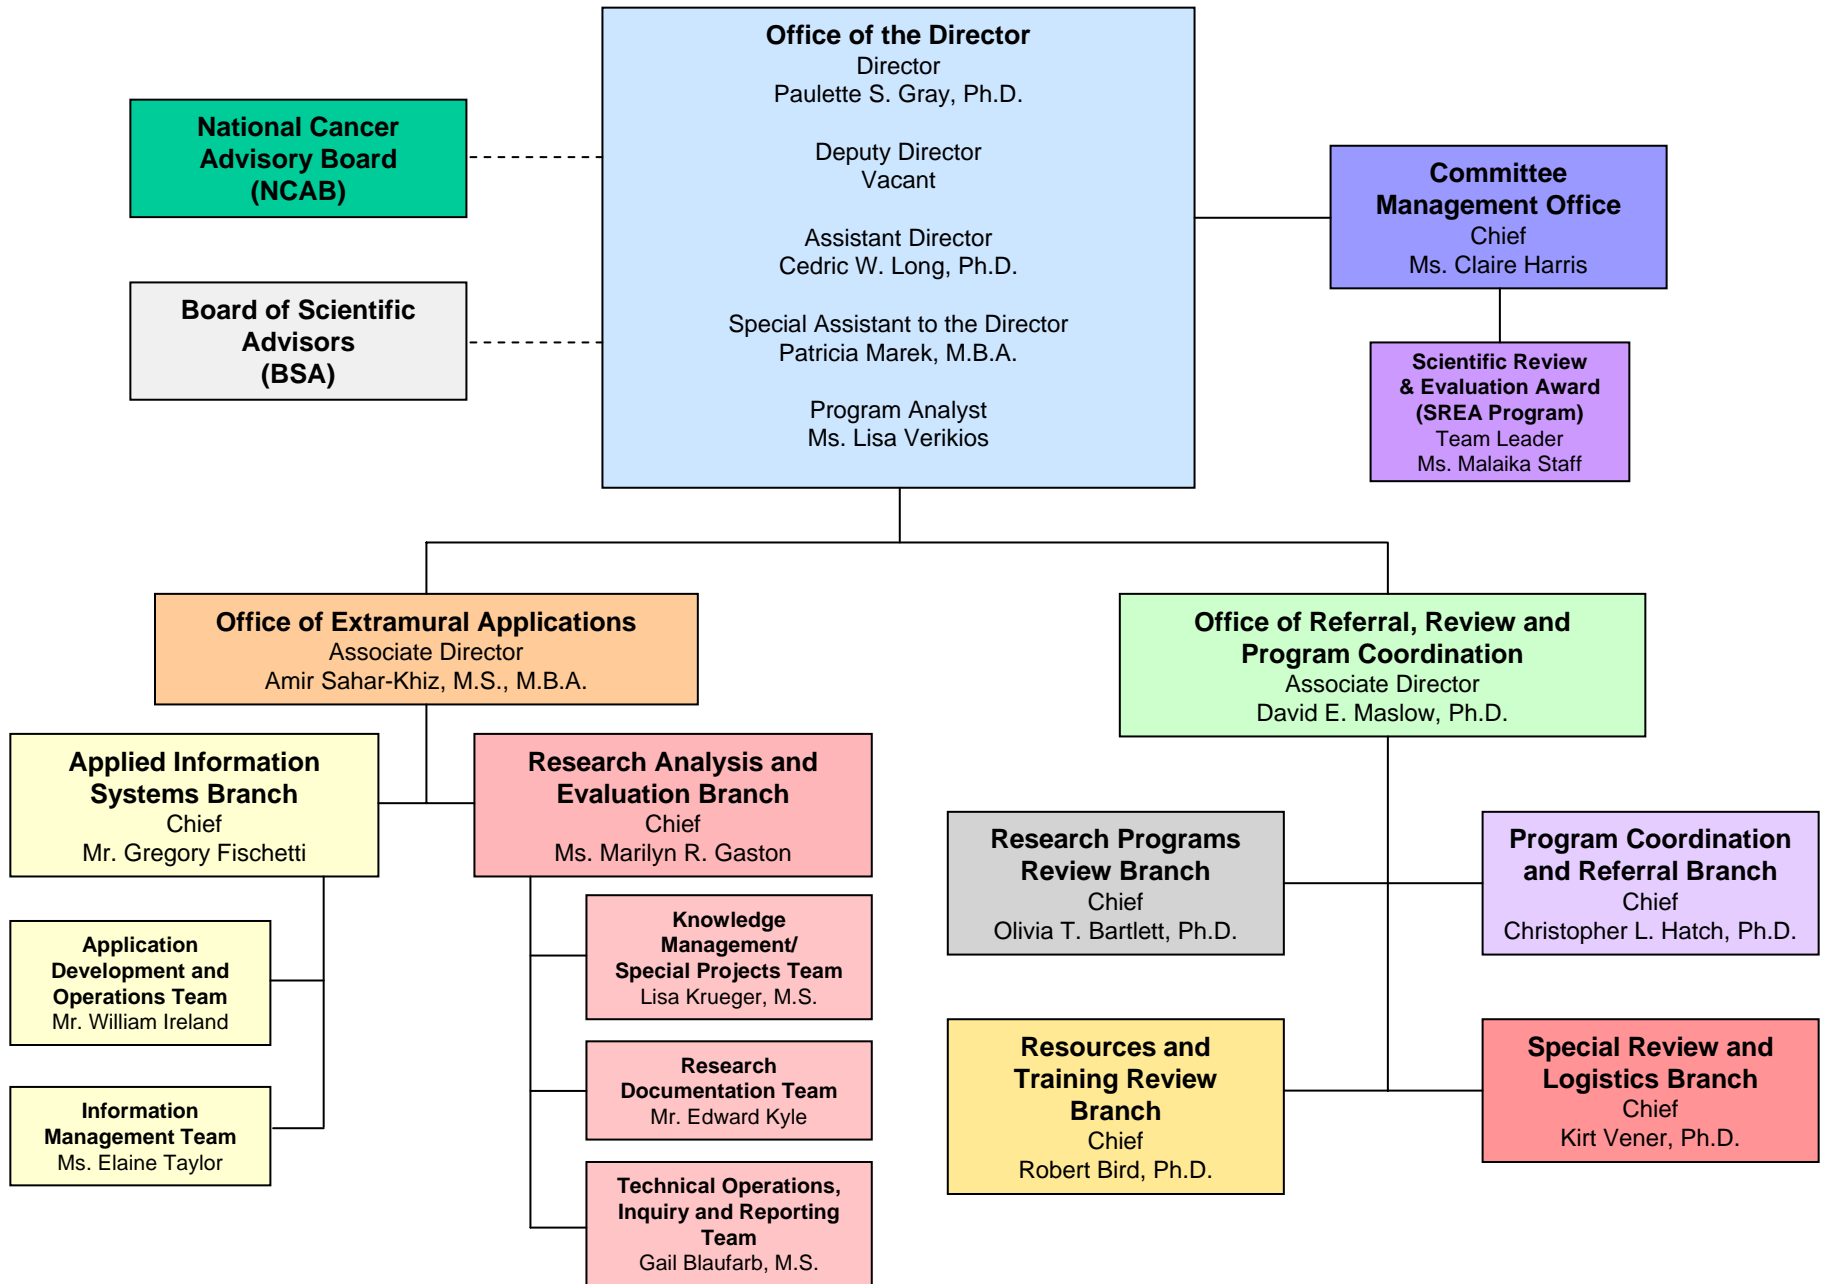 Office of the Director
Director
Paulette S. Gray, Ph.D.
Deputy Director
Vacant
Assistant Director
Cedric W. Long, Ph.D.
Special Assistant to the Director
Patricia Marek, M.B.A.
Program Analyst
Ms. Lisa Verikios
National Cancer
Advisory Board
(NCAB)
Board of Scientific
Advisors
(BSA)
Committee
Management Office
Chief
Ms. Claire Harris
Scientific Review
& Evaluation Award
(SREA Program)
Team Leader
Ms. Malaika Staff
Office of Extramural Applications
Associate Director
Amir Sahar-Khiz, M.S., M.B.A.
Applied Information
Systems Branch
Chief
Mr. Gregory Fischetti
Application
Development and
Operations Team
Mr. William Ireland
Information
Management Team
Ms. Elaine Taylor
Research Analysis and
Evaluation Branch
Chief
Ms. Marilyn R. Gaston
Knowledge
Management/
Special Projects Team
Lisa Krueger, M.S.
Research
Documentation Team
Mr. Edward Kyle
Technical Operations,
Inquiry and Reporting
Team
Gail Blaufarb, M.S.
Office of Referral, Review and
Program Coordination
Associate Director
David E. Maslow, Ph.D.
Research Programs
Review Branch
Chief
Olivia T. Bartlett, Ph.D.
Program Coordination
and Referral Branch
Chief
Christopher L. Hatch, Ph.D.
Resources and
Training Review
Branch
Chief
Robert Bird, Ph.D.
Special Review and
Logistics Branch
Chief
Kirt Vener, Ph.D.